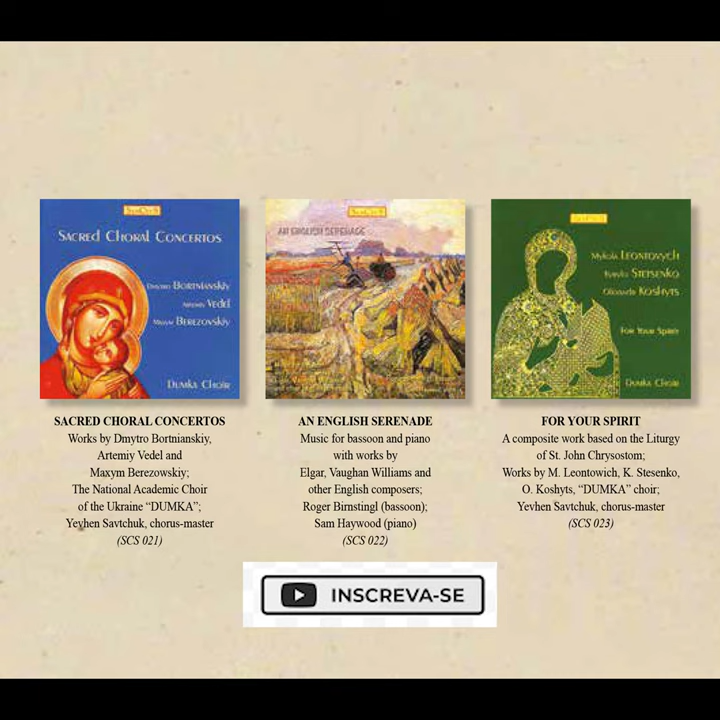 SACRED CHORAL CONCERTOS
DMYTRO BORTNIANSKIY
ARTEMIY VEDEL
MAXYM BEREZOVSKIY
DUMKA CHOIR
SACRED CHORAL CONCERTOS
Works by Dmytro Bortnianskiy,
Artemiy Vedel and
Maxym Berezowskiy;
The National Academic Choir
of the Ukraine “DUMKA”;
Yevhen Savtchuk, chorus-master
(SCS 021)
AN ENGLISH SERENADE
AN ENGLISH SERENADE
Music for bassoon and piano
with works by
Elgar, Vaughan Williams and
other English composers;
Roger Birnstingl (bassoon);
Sam Haywood (piano)
(SCS 022)
Mykola LEONTOVYCH
STETSENKO
KOSHYTS
FOR YOUR SPIRIT
DUMKA CHOIR
FOR YOUR SPIRIT
A composite work based on the Liturgy
of St. John Chrysostom;
Works by M. Leontowich, K. Stesenko,
O. Koshyts, “DUMKA” choir;
Yevhen Savtchuk, chorus-master
(SCS 023)
INSCREVA-SE